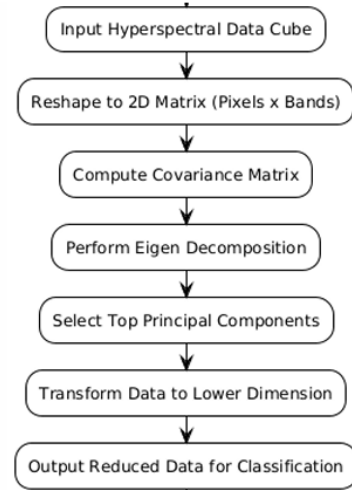 Input Hyperspectral Data Cube
Reshape to 2D Matrix (Pixels x Bands)
Compute Covariance Matrix
Perform Eigen Decomposition
Select Top Principal Components
Transform Data to Lower Dimension
Output Reduced Data for Classification